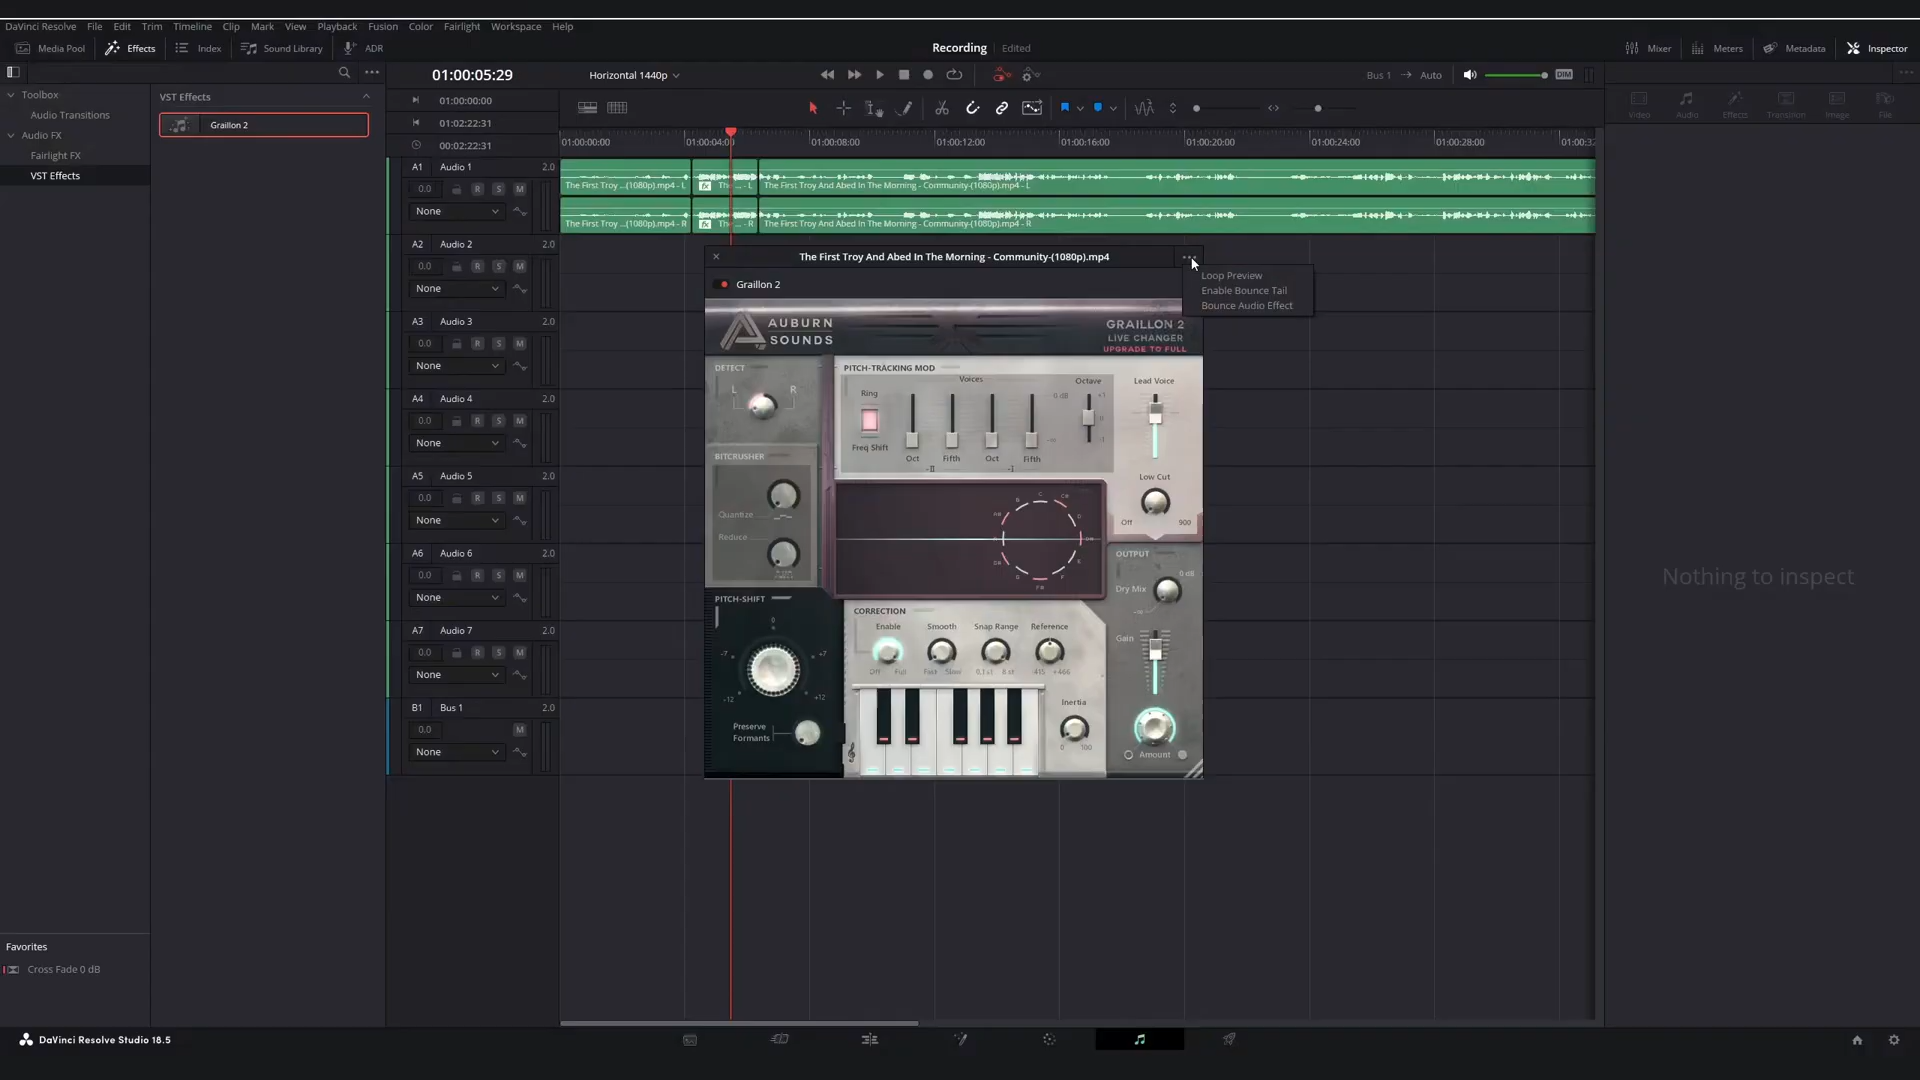 DaVinci Resolve File Edit Trim Timeline Clip Mark View Playback Fusion Color Fairlight Workspace Help
Media Pool Effects Index Sound Library ADR
Recording Edited
Mixer Meters Metadata Inspector
01:00:05:29
Horizontal 1440p
Bus 1 Auto DIM
Toolbox
Audio Transitions
Audio FX
Fairlight FX
VST Effects
VST Effects
Graillon 2
Favorites
Cross Fade 0 dB
01:00:00:00
01:02:22:31
00:02:22:31
01:00:00:00 01:00:04:00 01:00:08:00 01:00:12:00 01:00:16:00 01:00:20:00 01:00:24:00 01:00:28:00 01:00:32
A1 Audio 1 2.0
0.0 R S M
None
The First Troy ...(1080p).mp4 - L fx The ... - L The First Troy And Abed In The Morning - Community-(1080p).mp4 - L
The First Troy ...(1080p).mp4 - R fx Th... - R The First Troy And Abed In The Morning - Community-(1080p).mp4 - R
A2 Audio 2 2.0
0.0 R S M
None
A3 Audio 3 2.0
0.0 R S M
None
A4 Audio 4 2.0
0.0 R S M
None
A5 Audio 5 2.0
0.0 R S M
None
A6 Audio 6 2.0
0.0 R S M
None
A7 Audio 7 2.0
0.0 R S M
None
B1 Bus 1 2.0
0.0 M
None
The First Troy And Abed In The Morning - Community-(1080p).mp4
Graillon 2
Loop Preview
Enable Bounce Tail
Bounce Audio Effect
AUBURN
SOUNDS
GRAILLON 2
LIVE CHANGER
UPGRADE TO FULL
DETECT
L R
BITCRUSHER
Quantize
Reduce
PITCH-SHIFT
0
-7 +7
-12 +12
Preserve
Formants
PITCH-TRACKING MOD
Voices
Ring
Freq Shift
Oct Fifth Oct Fifth
-II -I
0 dB
Octave
+1
0
-1
Lead Voice
Low Cut
Off 900
CORRECTION
Enable Smooth Snap Range Reference
Off Full Fast Slow 0.1 st 8 st 415 +466
Inertia
0 100
OUTPUT
0 dB
Dry Mix
Gain
Amount
Video Audio Effects Transition Image File
Nothing to inspect
DaVinci Resolve Studio 18.5